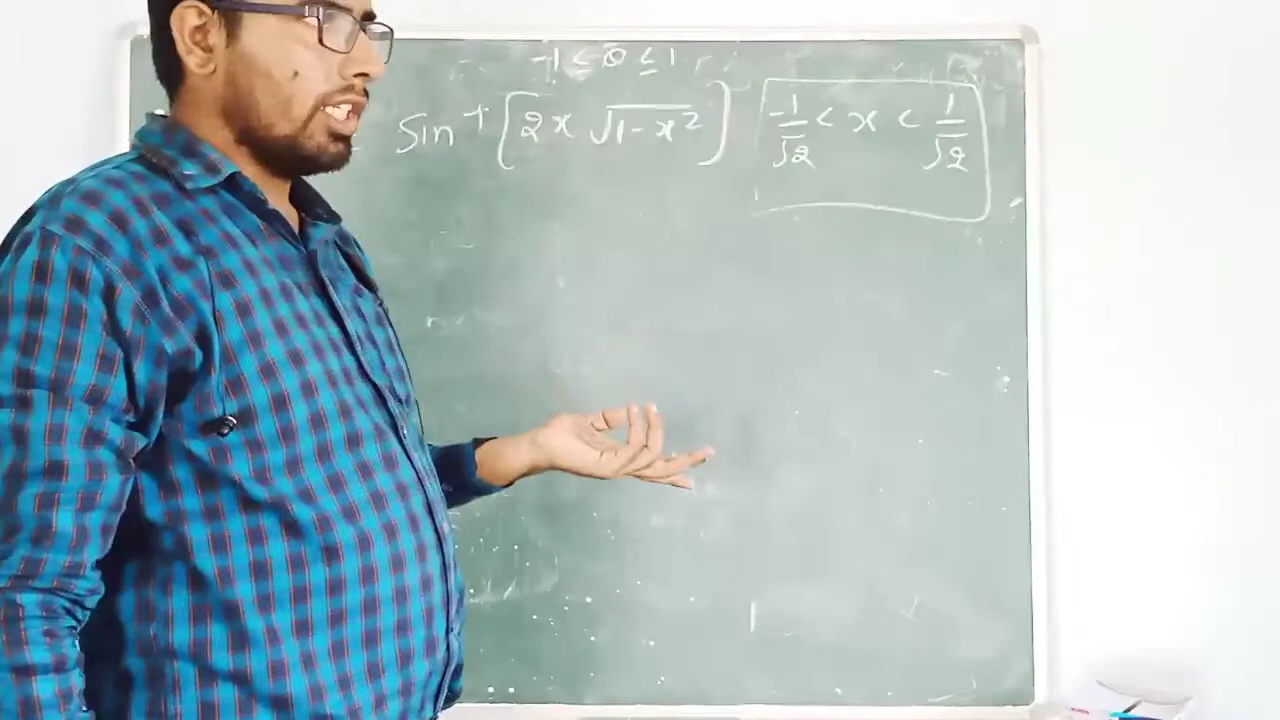 -1 ≤ θ ≤ 1
Sin⁻¹ [2x √(1-x²)] -1/√2 < x < 1/√2